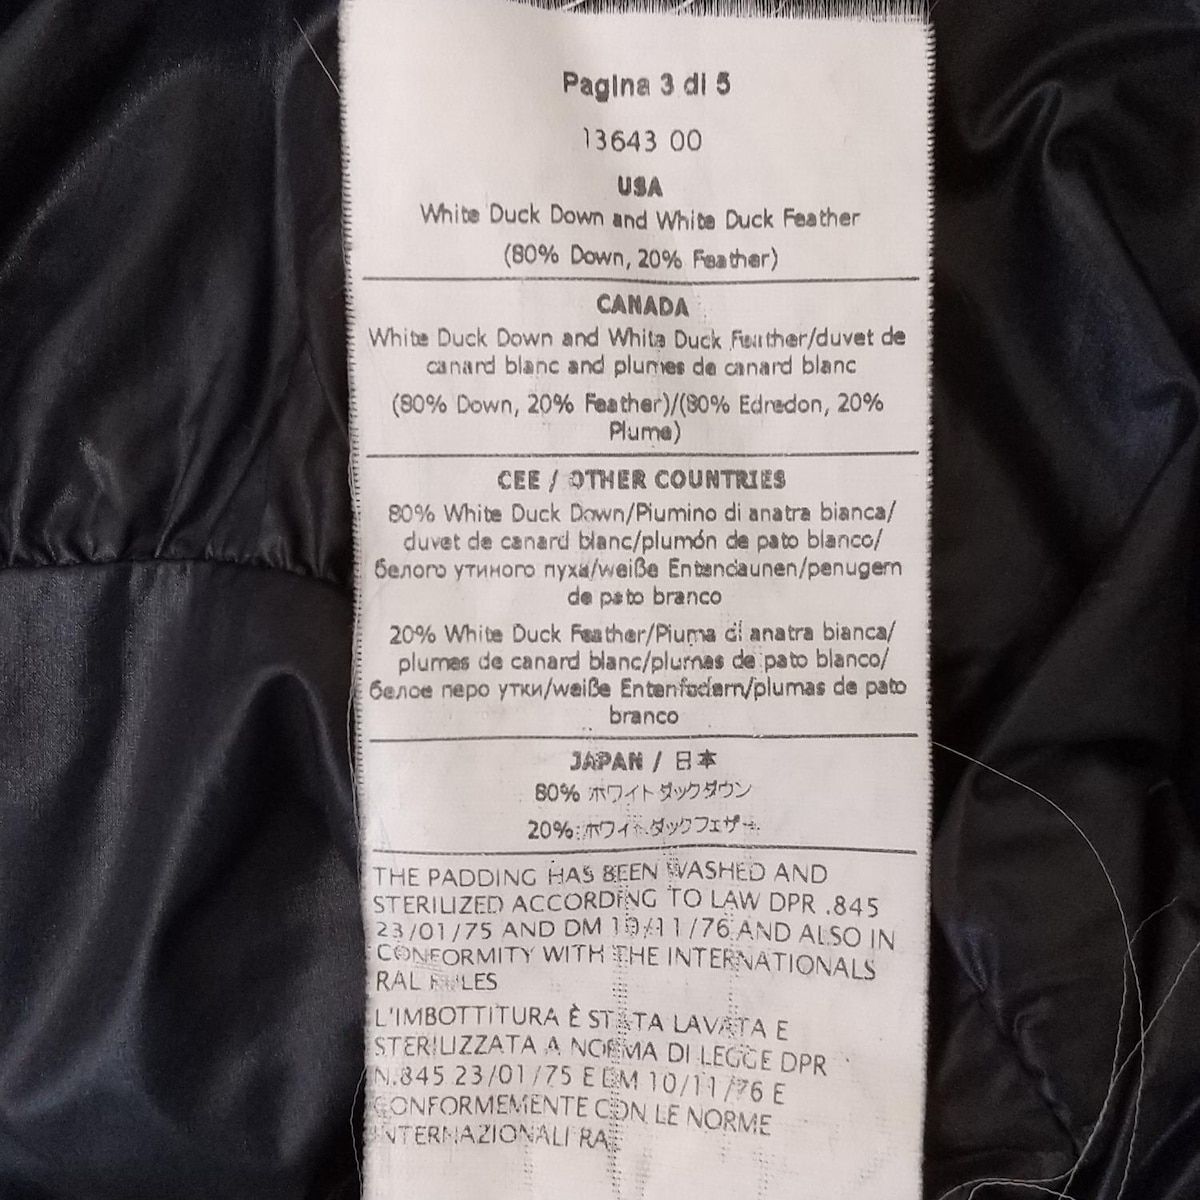 Pagina 3 di 5
13643 00
USA
White Duck Down and White Duck Feather
(80% Down, 20% Feather)
CANADA
White Duck Down and White Duck Feather/duvet de
canard blanc and plumes de canard blanc
(80% Down, 20% Feather)/(80% Edredon, 20%
Plume)
CEE / OTHER COUNTRIES
80% White Duck Down/Piumino di anatra bianca/
duvet de canard blanc/plumón de pato blanco/
белого утиного пуха/weiße Entendaunen/penugem
de pato branco
20% White Duck Feather/Piuma di anatra bianca/
plumes de canard blanc/plumas de pato blanco/
белое перо утки/weiße Entenfedern/plumas de pato
branco
JAPAN / 日本
80% ホワイトダックダウン
20% ホワイトダックフェザー
THE PADDING HAS BEEN WASHED AND
STERILIZED ACCORDING TO LAW DPR .845
23/01/75 AND DM 10/11/76 AND ALSO IN
CONFORMITY WITH THE INTERNATIONALS
RAL RULES
L'IMBOTTITURA È STATA LAVATA E
STERILIZZATA A NORMA DI LEGGE DPR
N.845 23/01/75 E DM 10/11/76 E
CONFORMEMENTE CON LE NORME
INTERNAZIONALI RAL